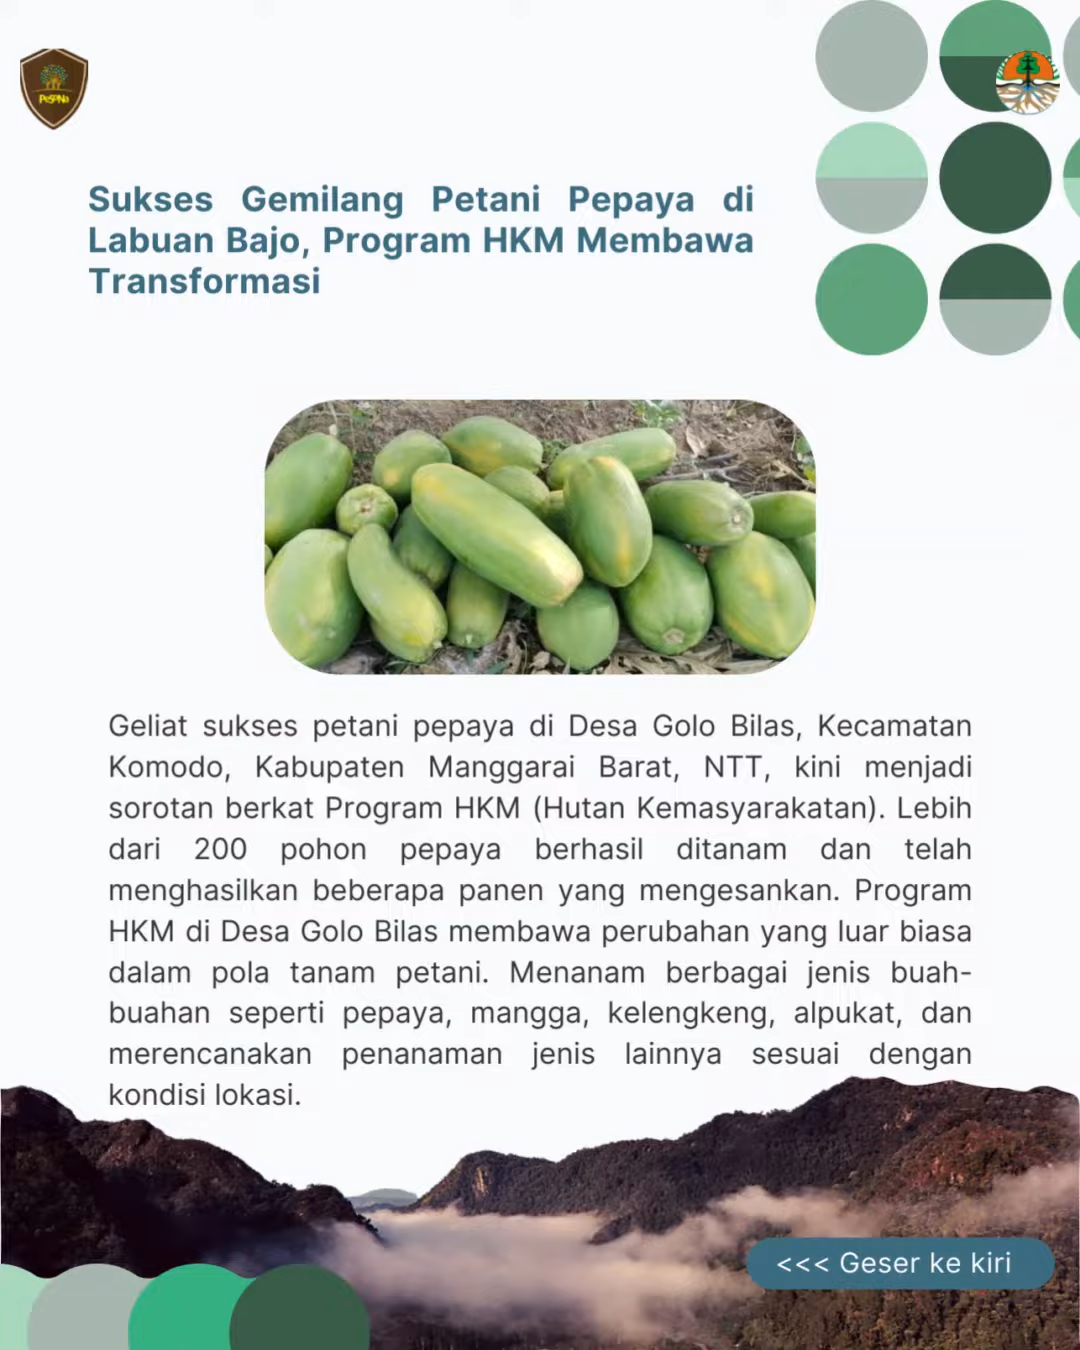 PeSoNa
Sukses Gemilang Petani Pepaya di
Labuan Bajo, Program HKM Membawa
Transformasi
Geliat sukses petani pepaya di Desa Golo Bilas, Kecamatan
Komodo, Kabupaten Manggarai Barat, NTT, kini menjadi
sorotan berkat Program HKM (Hutan Kemasyarakatan). Lebih
dari 200 pohon pepaya berhasil ditanam dan telah
menghasilkan beberapa panen yang mengesankan. Program
HKM di Desa Golo Bilas membawa perubahan yang luar biasa
dalam pola tanam petani. Menanam berbagai jenis buah-
buahan seperti pepaya, mangga, kelengkeng, alpukat, dan
merencanakan penanaman jenis lainnya sesuai dengan
kondisi lokasi.
<<< Geser ke kiri